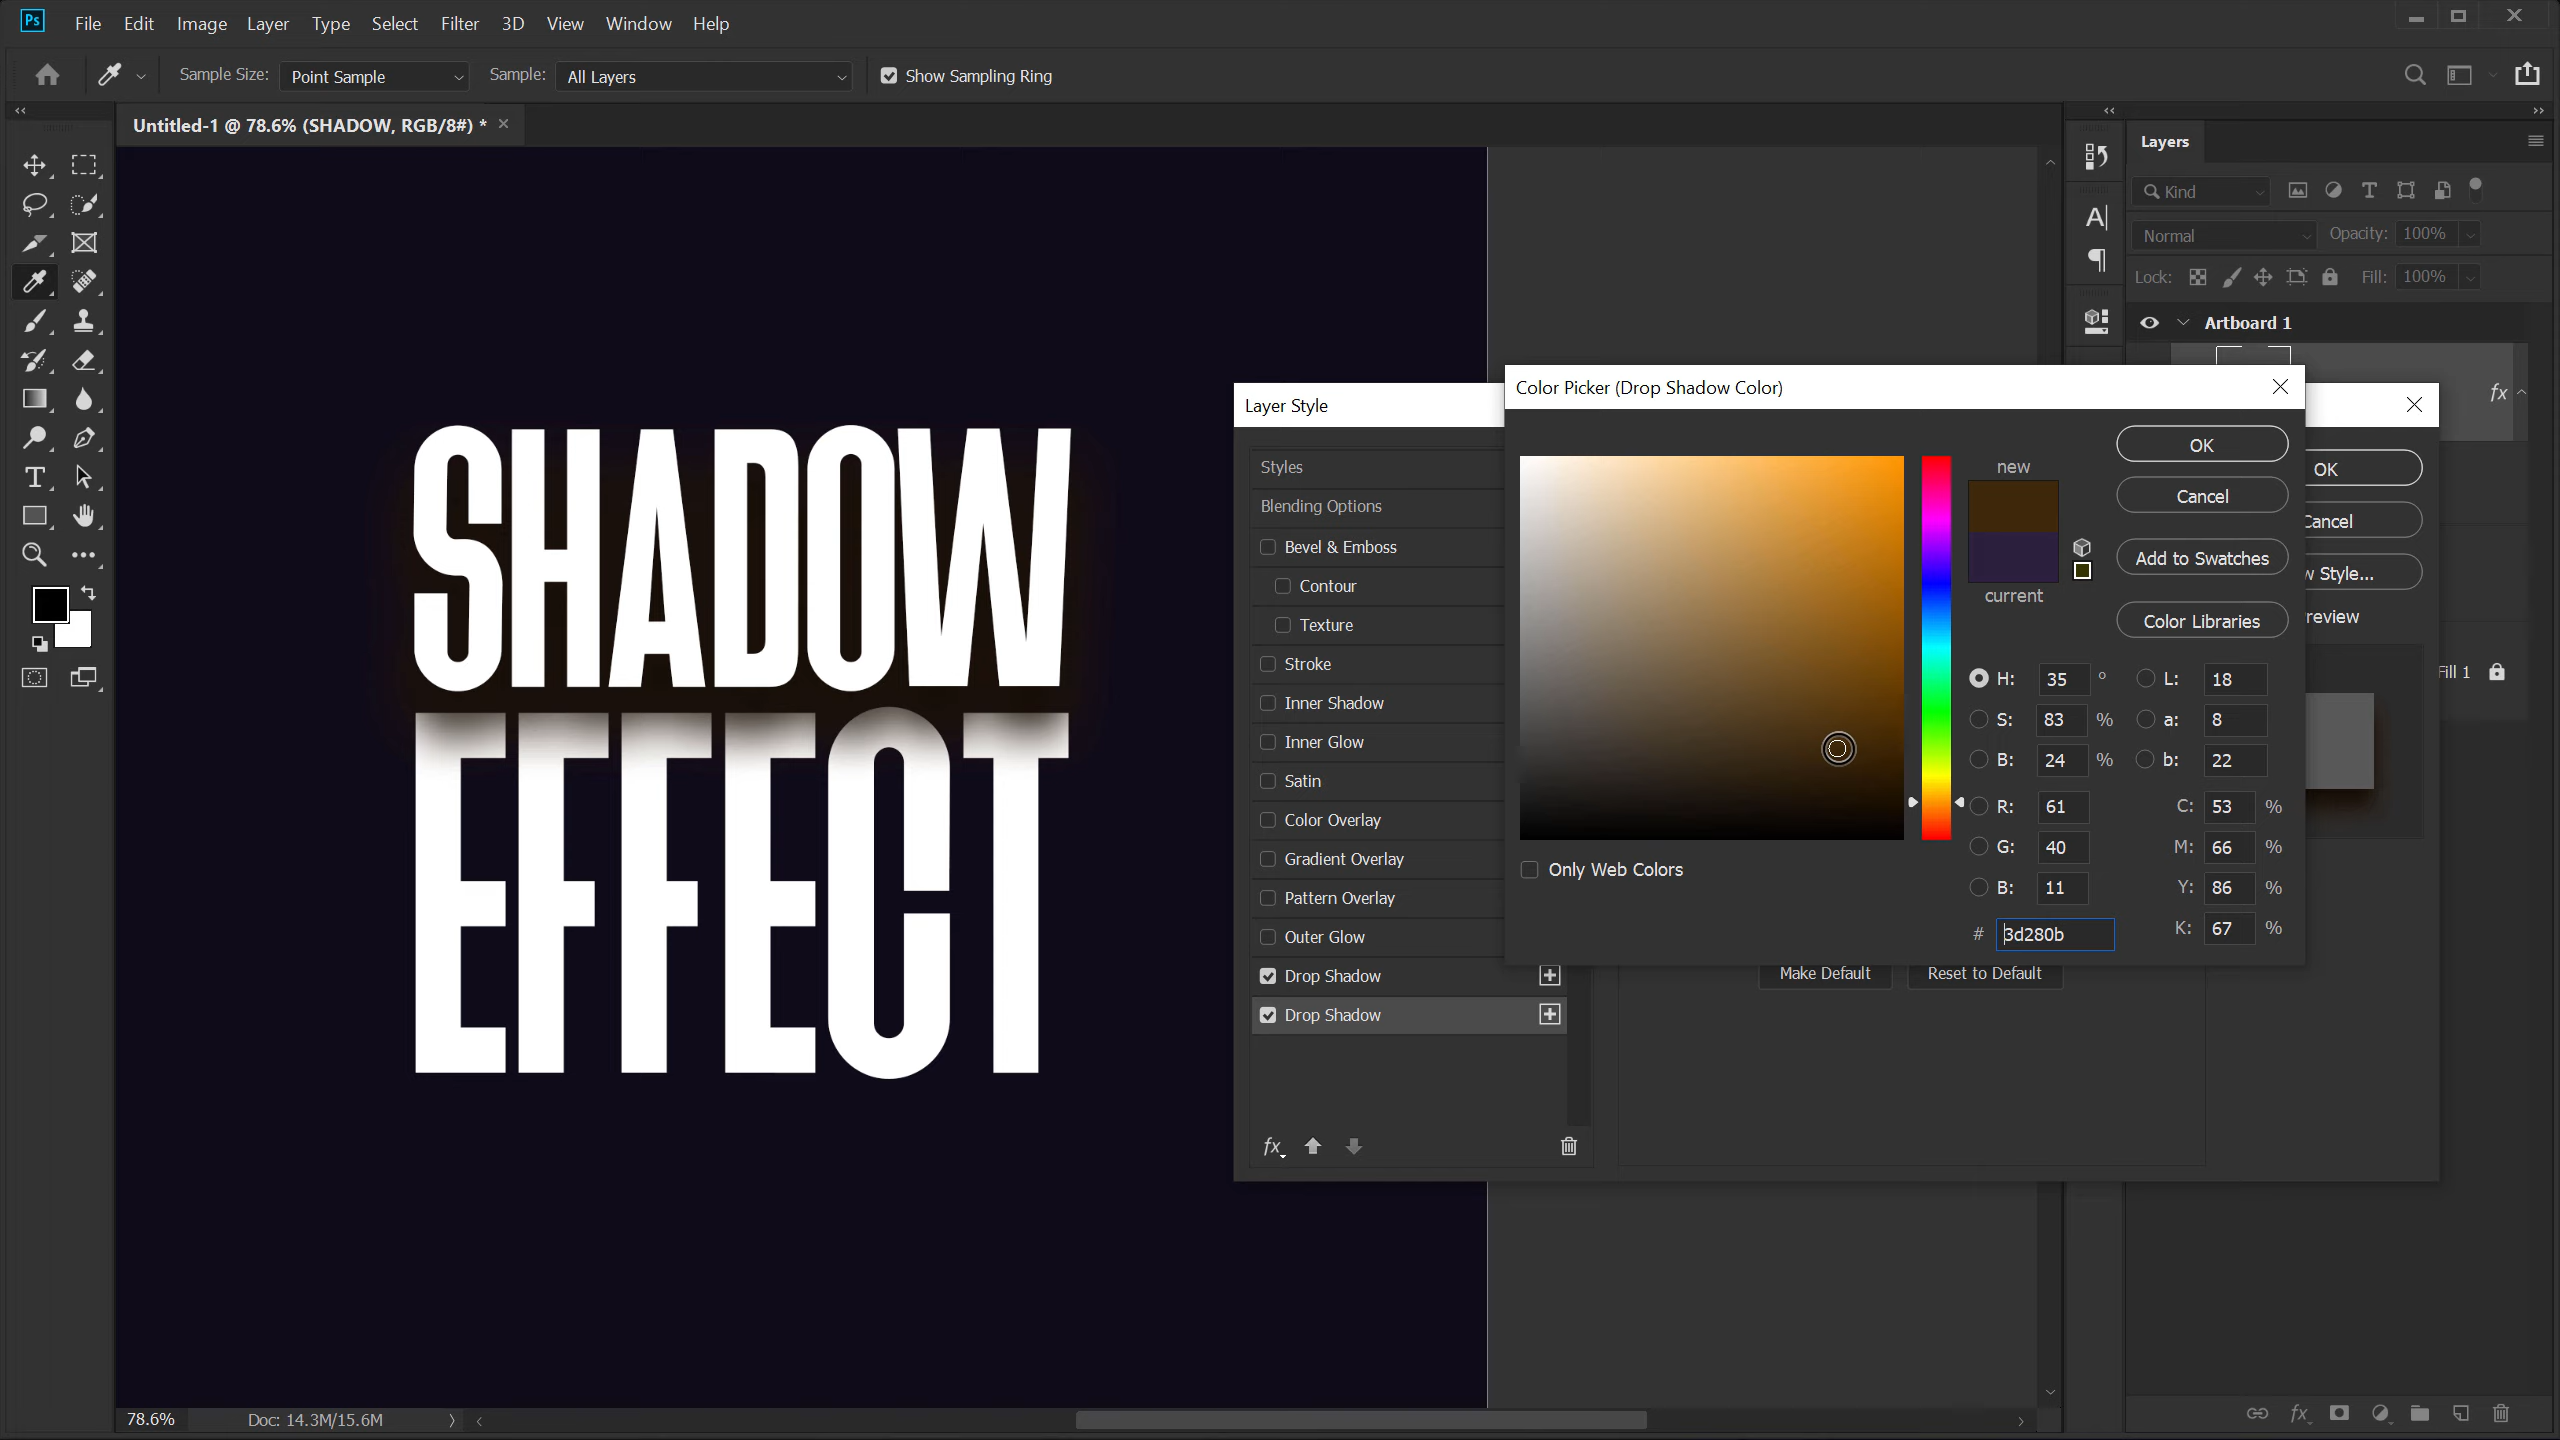 Ps File Edit Image Layer Type Select Filter 3D View Window Help
Sample Size: Point Sample Sample: All Layers Show Sampling Ring
Untitled-1 @ 78.6% (SHADOW, RGB/8#) *
SHADOW
EFFECT
78.6% Doc: 14.3M/15.6M
Layer Style
Styles
Blending Options
Bevel & Emboss
Contour
Texture
Stroke
Inner Shadow
Inner Glow
Satin
Color Overlay
Gradient Overlay
Pattern Overlay
Outer Glow
Drop Shadow
Drop Shadow
fx
Make Default Reset to Default
Color Picker (Drop Shadow Color)
new
current
OK
Cancel
Add to Swatches
Color Libraries
H: 35 ° L: 18
S: 83 % a: 8
B: 24 % b: 22
R: 61 C: 53 %
G: 40 M: 66 %
B: 11 Y: 86 %
# 3d280b K: 67 %
Only Web Colors
OK
Cancel
w Style...
review
Layers
Kind
Normal Opacity: 100%
Lock: Fill: 100%
Artboard 1
fx
Fill 1
fx